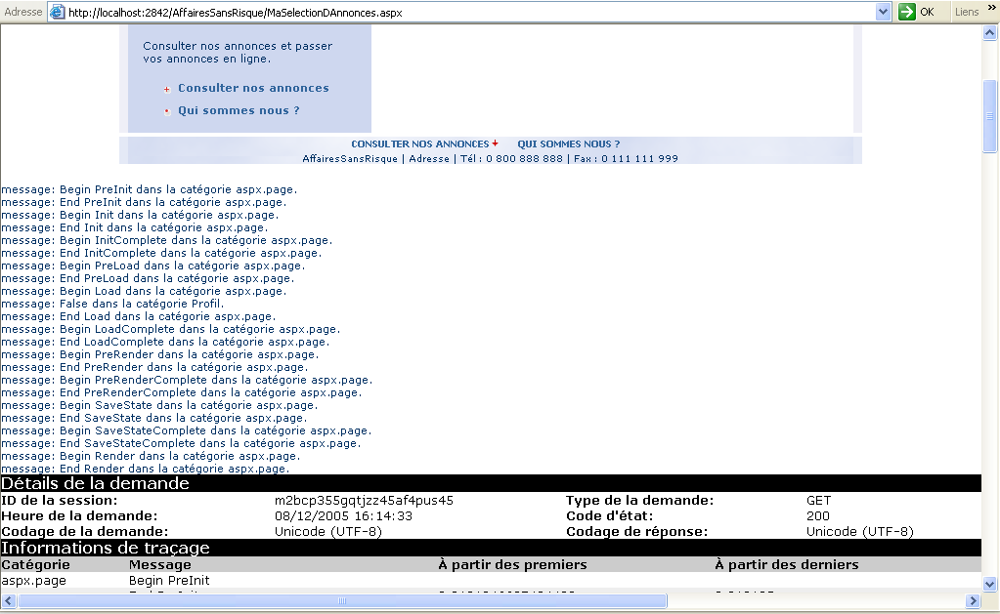 Adresse http://localhost:2842/AffairesSansRisque/MaSelectionDAnnonces.aspx OK Liens »
Consulter nos annonces et passer
vos annonces en ligne.
Consulter nos annonces
Qui sommes nous ?
CONSULTER NOS ANNONCES QUI SOMMES NOUS ?
AffairesSansRisque | Adresse | Tél : 0 800 888 888 | Fax : 0 111 111 999
message: Begin PreInit dans la catégorie aspx.page.
message: End PreInit dans la catégorie aspx.page.
message: Begin Init dans la catégorie aspx.page.
message: End Init dans la catégorie aspx.page.
message: Begin InitComplete dans la catégorie aspx.page.
message: End InitComplete dans la catégorie aspx.page.
message: Begin PreLoad dans la catégorie aspx.page.
message: End PreLoad dans la catégorie aspx.page.
message: Begin Load dans la catégorie aspx.page.
message: False dans la catégorie Profil.
message: End Load dans la catégorie aspx.page.
message: Begin LoadComplete dans la catégorie aspx.page.
message: End LoadComplete dans la catégorie aspx.page.
message: Begin PreRender dans la catégorie aspx.page.
message: End PreRender dans la catégorie aspx.page.
message: Begin PreRenderComplete dans la catégorie aspx.page.
message: End PreRenderComplete dans la catégorie aspx.page.
message: Begin SaveState dans la catégorie aspx.page.
message: End SaveState dans la catégorie aspx.page.
message: Begin SaveStateComplete dans la catégorie aspx.page.
message: End SaveStateComplete dans la catégorie aspx.page.
message: Begin Render dans la catégorie aspx.page.
message: End Render dans la catégorie aspx.page.
Détails de la demande
ID de la session: m2bcp355gqtjzz45af4pus45 Type de la demande: GET
Heure de la demande: 08/12/2005 16:14:33 Code d'état: 200
Codage de la demande: Unicode (UTF-8) Codage de réponse: Unicode (UTF-8)
Informations de traçage
Catégorie Message À partir des premiers À partir des derniers
aspx.page Begin PreInit